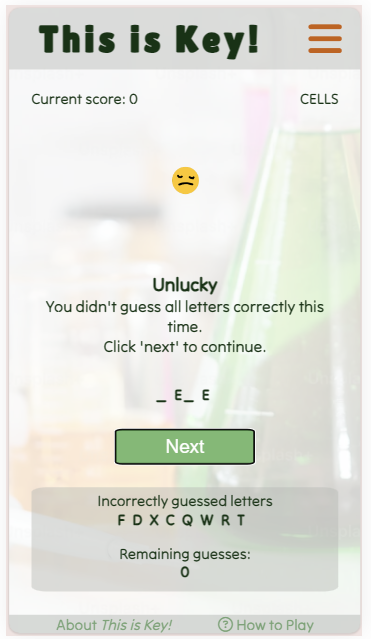 This is Key!
Current score: 0
CELLS
Unlucky
You didn't guess all letters correctly this
time.
Click 'next' to continue.
_ E _ E
Next
Incorrectly guessed letters
F D X C Q W R T
Remaining guesses:
0
About This is Key!
How to Play